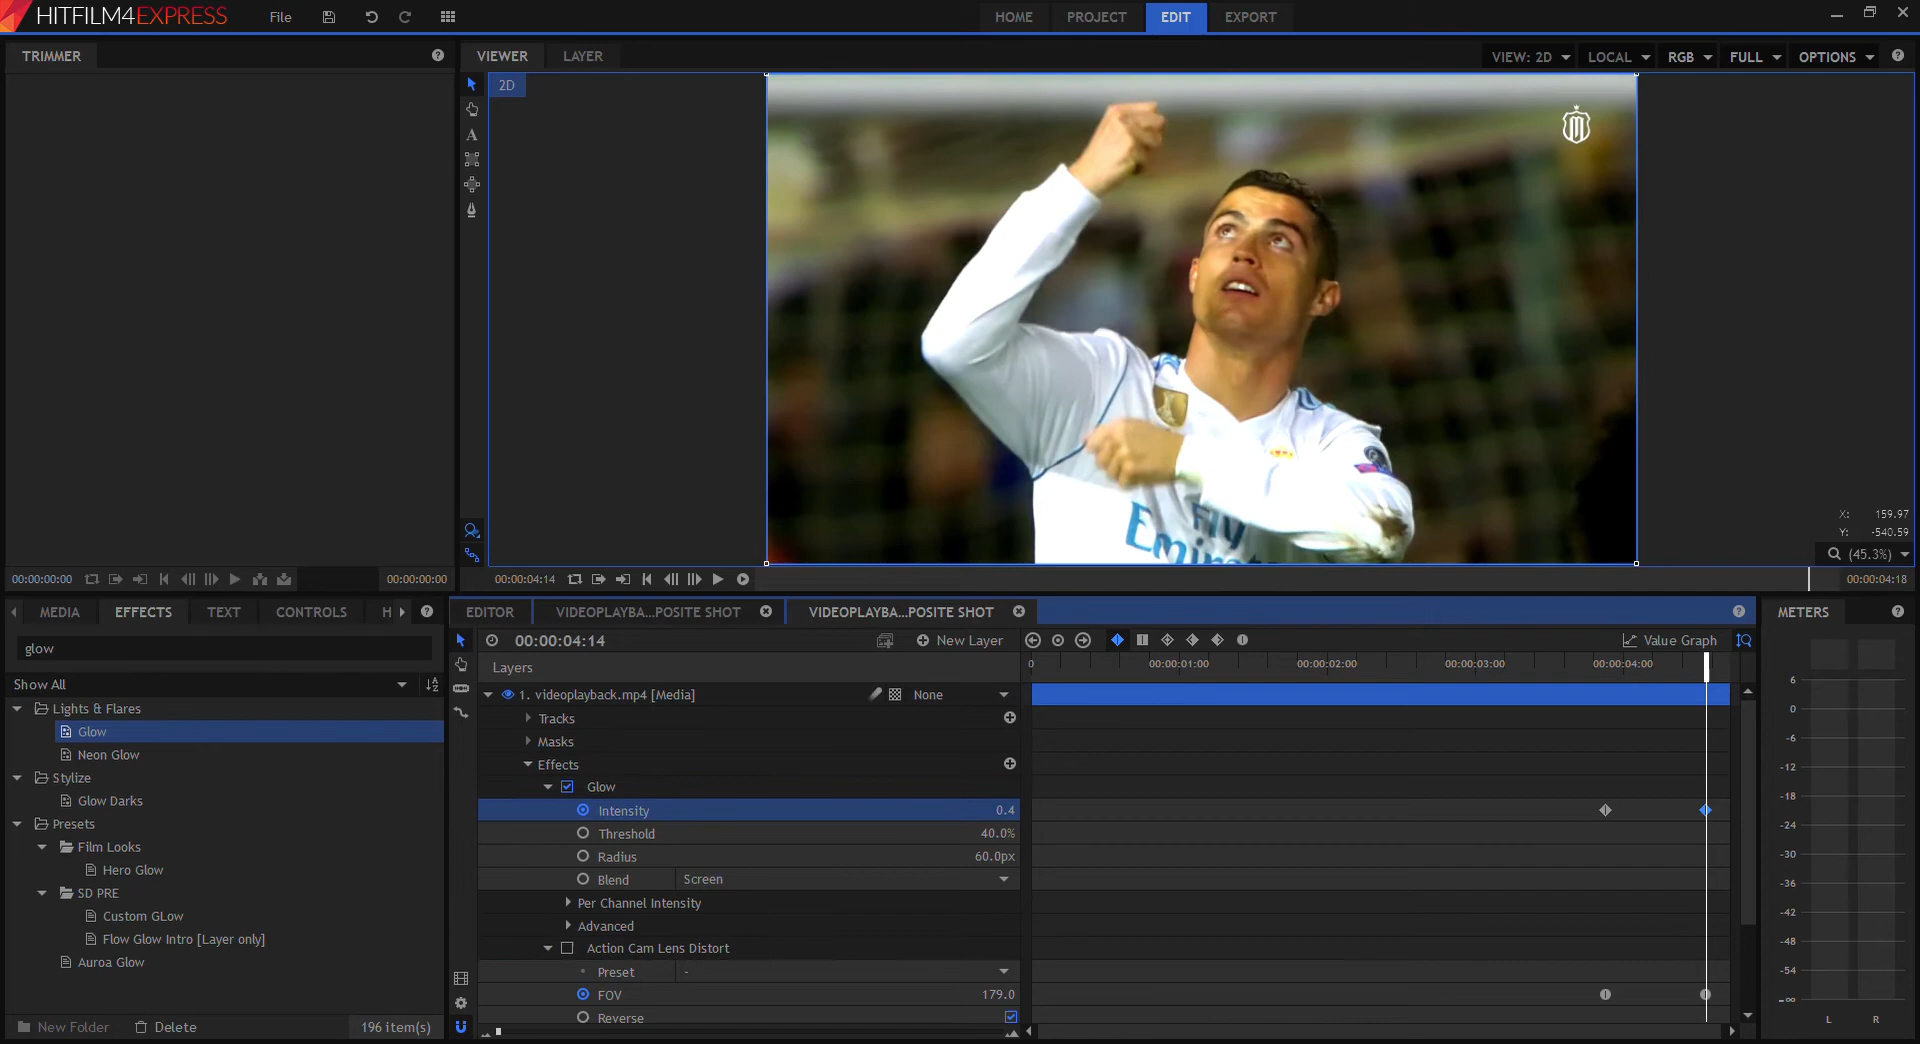 HITFILM4EXPRESS File HOME PROJECT EDIT EXPORT
TRIMMER VIEWER LAYER VIEW: 2D LOCAL RGB FULL OPTIONS
2D
M
Fly
Emirates
X: 159.97
Y: -540.59
(45.3%)
00:00:00:00 00:00:00:00 00:00:04:14 00:00:04:18
MEDIA EFFECTS TEXT CONTROLS H
EDITOR VIDEOPLAYBA...POSITE SHOT VIDEOPLAYBA...POSITE SHOT
METERS
glow
Show All
Lights & Flares
Glow
Neon Glow
Stylize
Glow Darks
Presets
Film Looks
Hero Glow
SD PRE
Custom GLow
Flow Glow Intro [Layer only]
Auroa Glow
New Folder Delete 196 item(s)
00:00:04:14 New Layer Value Graph
Layers 0 00:00:01:00 00:00:02:00 00:00:03:00 00:00:04:00
1. videoplayback.mp4 [Media] None
Tracks
Masks
Effects
Glow
Intensity 0.4
Threshold 40.0%
Radius 60.0px
Blend Screen
Per Channel Intensity
Advanced
Action Cam Lens Distort
Preset -
FOV 179.0
Reverse
6
0
-6
-12
-18
-24
-30
-36
-42
-48
-54
-∞
L R